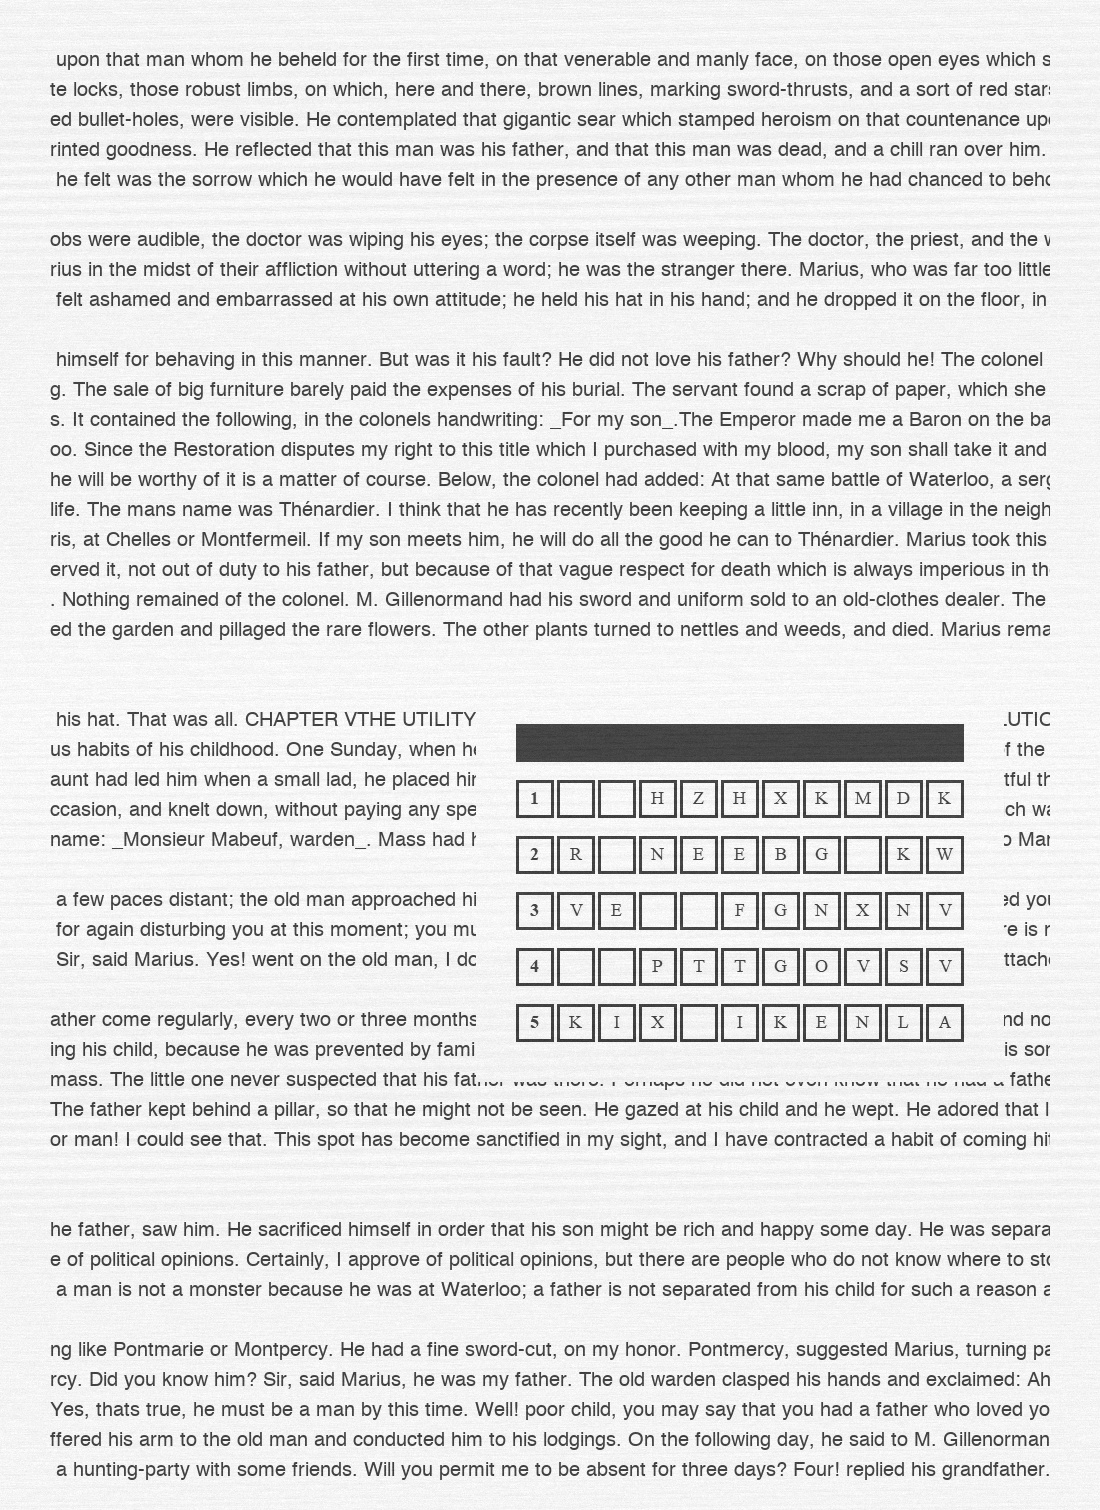 upon that man whom he beheld for the first time, on that venerable and manly face, on those open eyes which s
te locks, those robust limbs, on which, here and there, brown lines, marking sword-thrusts, and a sort of red stars
ed bullet-holes, were visible. He contemplated that gigantic sear which stamped heroism on that countenance upo
rinted goodness. He reflected that this man was his father, and that this man was dead, and a chill ran over him.
he felt was the sorrow which he would have felt in the presence of any other man whom he had chanced to beho
obs were audible, the doctor was wiping his eyes; the corpse itself was weeping. The doctor, the priest, and the w
rius in the midst of their affliction without uttering a word; he was the stranger there. Marius, who was far too little
felt ashamed and embarrassed at his own attitude; he held his hat in his hand; and he dropped it on the floor, in
himself for behaving in this manner. But was it his fault? He did not love his father? Why should he! The colonel
g. The sale of big furniture barely paid the expenses of his burial. The servant found a scrap of paper, which she
s. It contained the following, in the colonels handwriting: _For my son_.The Emperor made me a Baron on the ba
oo. Since the Restoration disputes my right to this title which I purchased with my blood, my son shall take it and
he will be worthy of it is a matter of course. Below, the colonel had added: At that same battle of Waterloo, a serg
life. The mans name was Thénardier. I think that he has recently been keeping a little inn, in a village in the neigh
ris, at Chelles or Montfermeil. If my son meets him, he will do all the good he can to Thénardier. Marius took this
erved it, not out of duty to his father, but because of that vague respect for death which is always imperious in th
. Nothing remained of the colonel. M. Gillenormand had his sword and uniform sold to an old-clothes dealer. The
ed the garden and pillaged the rare flowers. The other plants turned to nettles and weeds, and died. Marius rema
his hat. That was all. CHAPTER VTHE UTILITY LUTIO
us habits of his childhood. One Sunday, when he f the
aunt had led him when a small lad, he placed hir tful th
ccasion, and knelt down, without paying any spe ch wa
name: _Monsieur Mabeuf, warden_. Mass had h o Mar
a few paces distant; the old man approached hi ed you
for again disturbing you at this moment; you mu re is n
Sir, said Marius. Yes! went on the old man, I do ttache
ather come regularly, every two or three months nd no
ing his child, because he was prevented by fami is son
mass. The little one never suspected that his father was there. Perhaps he did not even know that he had a fathe
The father kept behind a pillar, so that he might not be seen. He gazed at his child and he wept. He adored that l
or man! I could see that. This spot has become sanctified in my sight, and I have contracted a habit of coming hit
he father, saw him. He sacrificed himself in order that his son might be rich and happy some day. He was separa
e of political opinions. Certainly, I approve of political opinions, but there are people who do not know where to sto
a man is not a monster because he was at Waterloo; a father is not separated from his child for such a reason a
ng like Pontmarie or Montpercy. He had a fine sword-cut, on my honor. Pontmercy, suggested Marius, turning pa
rcy. Did you know him? Sir, said Marius, he was my father. The old warden clasped his hands and exclaimed: Ah
Yes, thats true, he must be a man by this time. Well! poor child, you may say that you had a father who loved yo
ffered his arm to the old man and conducted him to his lodgings. On the following day, he said to M. Gillenorman
a hunting-party with some friends. Will you permit me to be absent for three days? Four! replied his grandfather.
1 H Z H X K M D K
2 R N E E B G K W
3 V E F G N X N V
4 P T T G O V S V
5 K I X I K E N L A